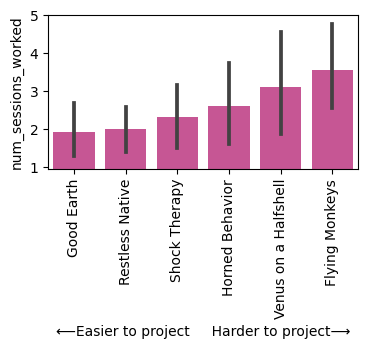 num_sessions_worked
5
4
3
2
1
Good Earth
Restless Native
Shock Therapy
Horned Behavior
Venus on a Halfshell
Flying Monkeys
⟵Easier to project
Harder to project⟶